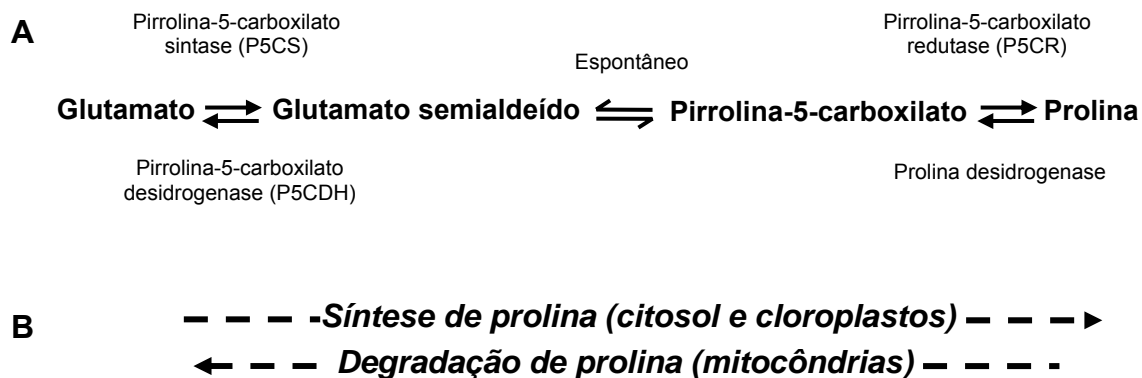 A
Pirrolina-5-carboxilato
sintase (P5CS)
Espontâneo
Pirrolina-5-carboxilato
redutase (P5CR)
Glutamato Glutamato semialdeído Pirrolina-5-carboxilato Prolina
Pirrolina-5-carboxilato
desidrogenase (P5CDH)
Prolina desidrogenase
B
Síntese de prolina (citosol e cloroplastos)
Degradação de prolina (mitocôndrias)